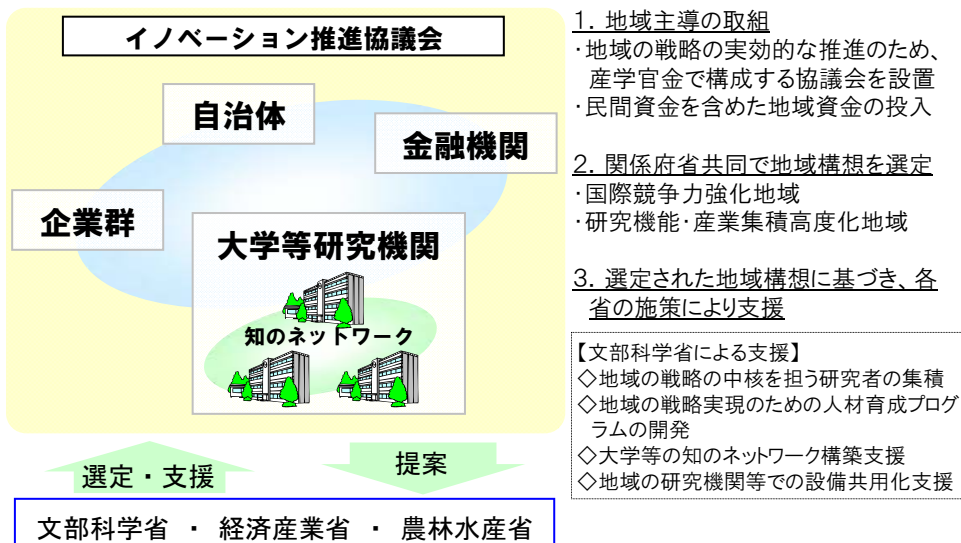 イノベーション推進協議会
自治体
金融機関
企業群
大学等研究機関
知のネットワーク
選定・支援
提案
文部科学省 ・ 経済産業省 ・ 農林水産省
1．地域主導の取組
・地域の戦略の実効的な推進のため、
産学官金で構成する協議会を設置
・民間資金を含めた地域資金の投入
2．関係府省共同で地域構想を選定
・国際競争力強化地域
・研究機能・産業集積高度化地域
3．選定された地域構想に基づき、各
省の施策により支援
【文部科学省による支援】
◇地域の戦略の中核を担う研究者の集積
◇地域の戦略実現のための人材育成プログ
ラムの開発
◇大学等の知のネットワーク構築支援
◇地域の研究機関等での設備共用化支援